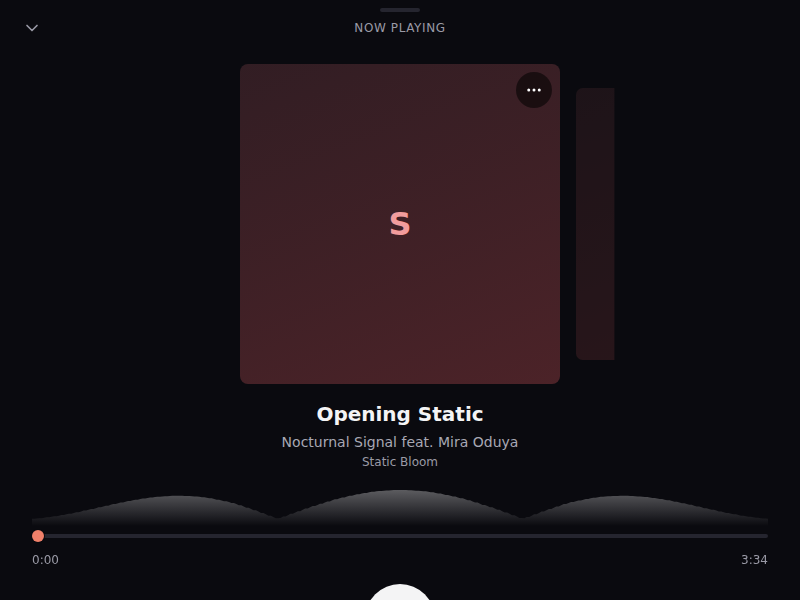 NOW PLAYING
S
Opening Static
Nocturnal Signal feat. Mira Oduya
Static Bloom
0:00
3:34